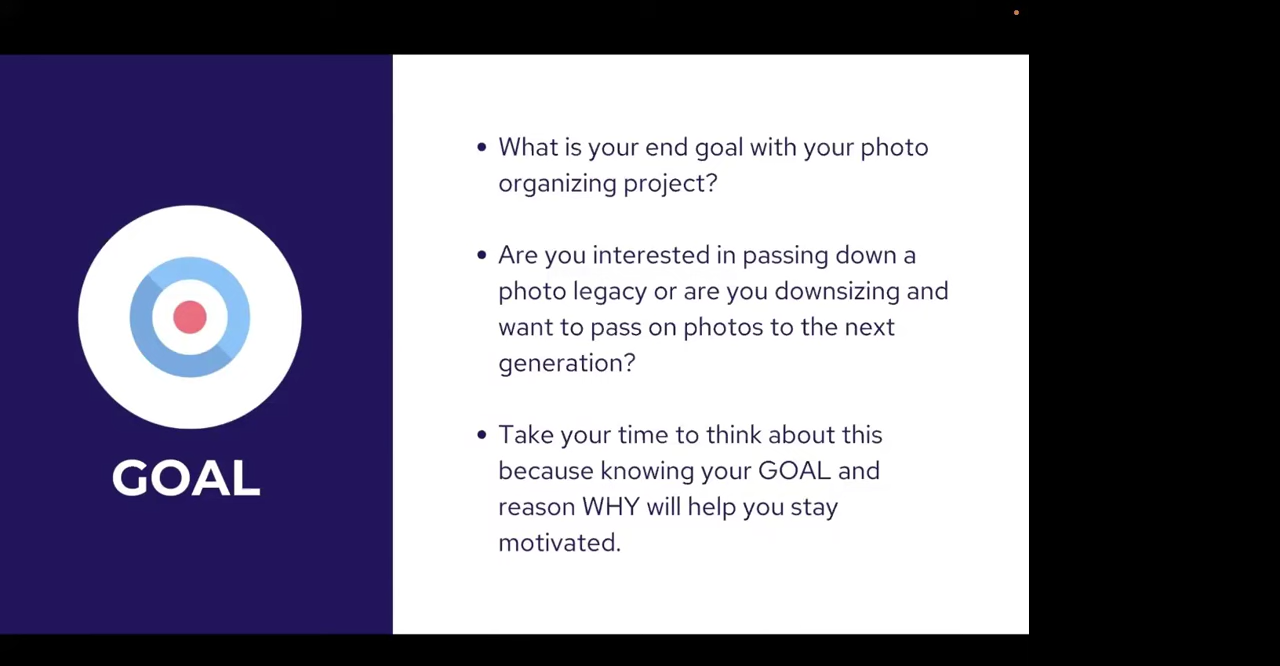 GOAL
• What is your end goal with your photo
organizing project?
• Are you interested in passing down a
photo legacy or are you downsizing and
want to pass on photos to the next
generation?
• Take your time to think about this
because knowing your GOAL and
reason WHY will help you stay
motivated.